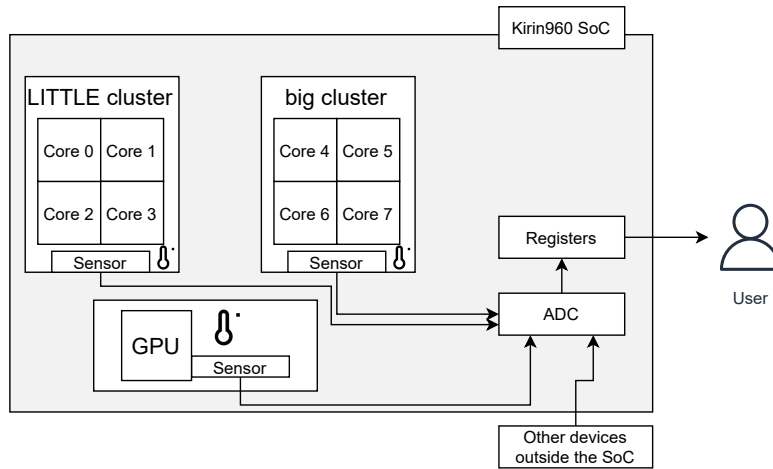 Kirin960 SoC
LITTLE cluster
Core 0
Core 1
Core 2
Core 3
Sensor
big cluster
Core 4
Core 5
Core 6
Core 7
Sensor
GPU
Sensor
Registers
ADC
User
Other devices
outside the SoC